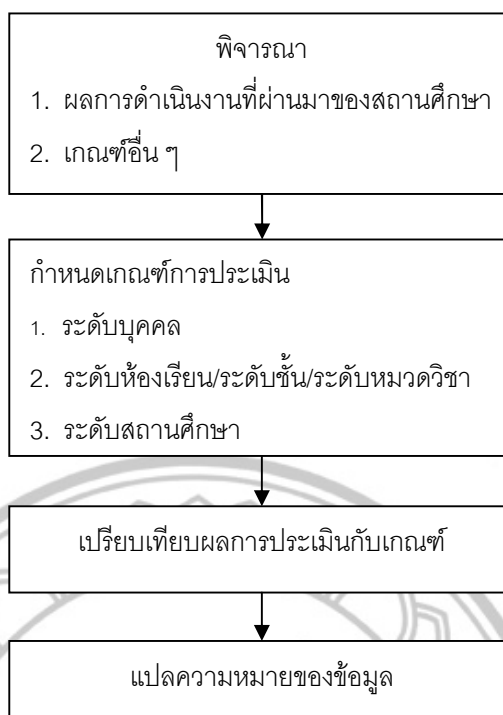 พิจารณา
1. ผลการดำเนินงานที่ผ่านมาของสถานศึกษา
2. เกณฑ์อื่น ๆ
กำหนดเกณฑ์การประเมิน
1. ระดับบุคคล
2. ระดับห้องเรียน/ระดับชั้น/ระดับหมวดวิชา
3. ระดับสถานศึกษา
เปรียบเทียบผลการประเมินกับเกณฑ์
แปลความหมายของข้อมูล